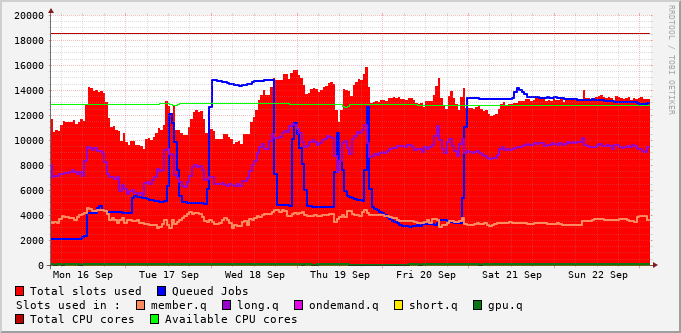 20000
18000
16000
14000
12000
10000
8000
6000
4000
2000
0
Mon 16 Sep Tue 17 Sep Wed 18 Sep Thu 19 Sep Fri 20 Sep Sat 21 Sep Sun 22 Sep
Total slots used Queued Jobs
Slots used in : member.q long.q ondemand.q short.q gpu.q
Total CPU cores Available CPU cores
RRDTOOL / TOBI OETIKER